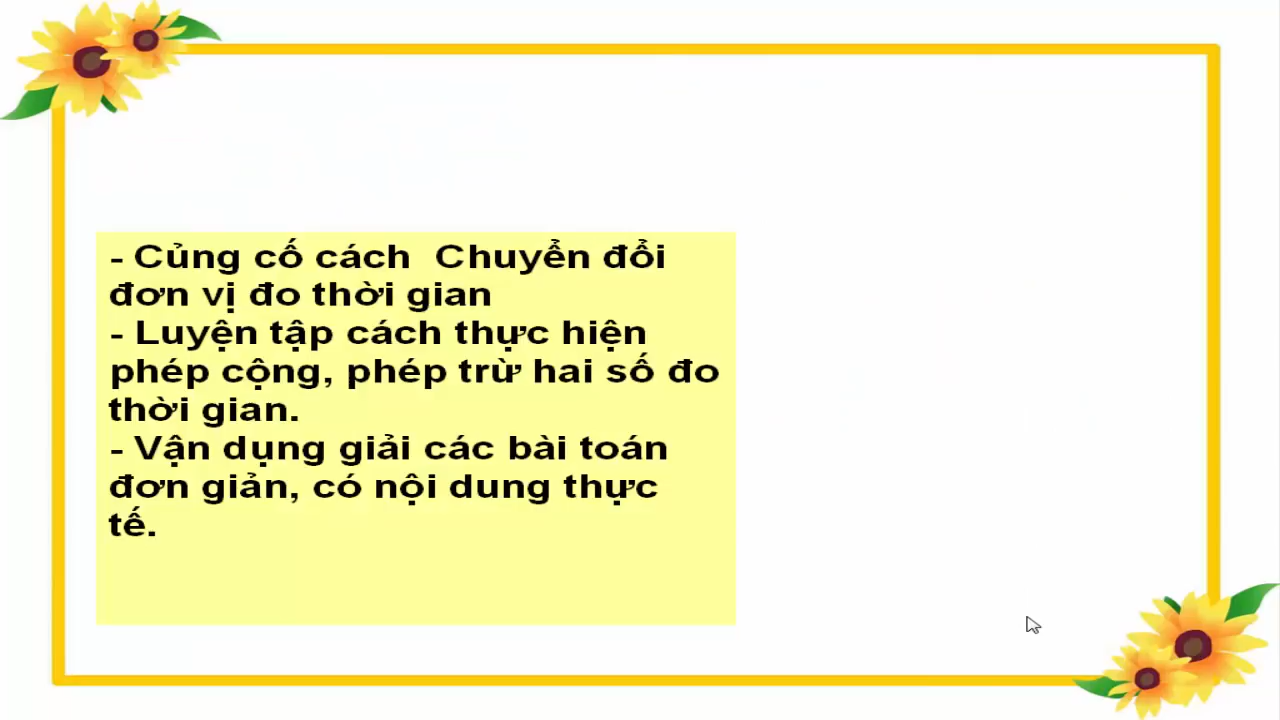 - Củng cố cách  Chuyển đổi
đơn vị đo thời gian
- Luyện tập cách thực hiện
phép cộng, phép trừ hai số đo
thời gian.
- Vận dụng giải các bài toán
đơn giản, có nội dung thực
tế.